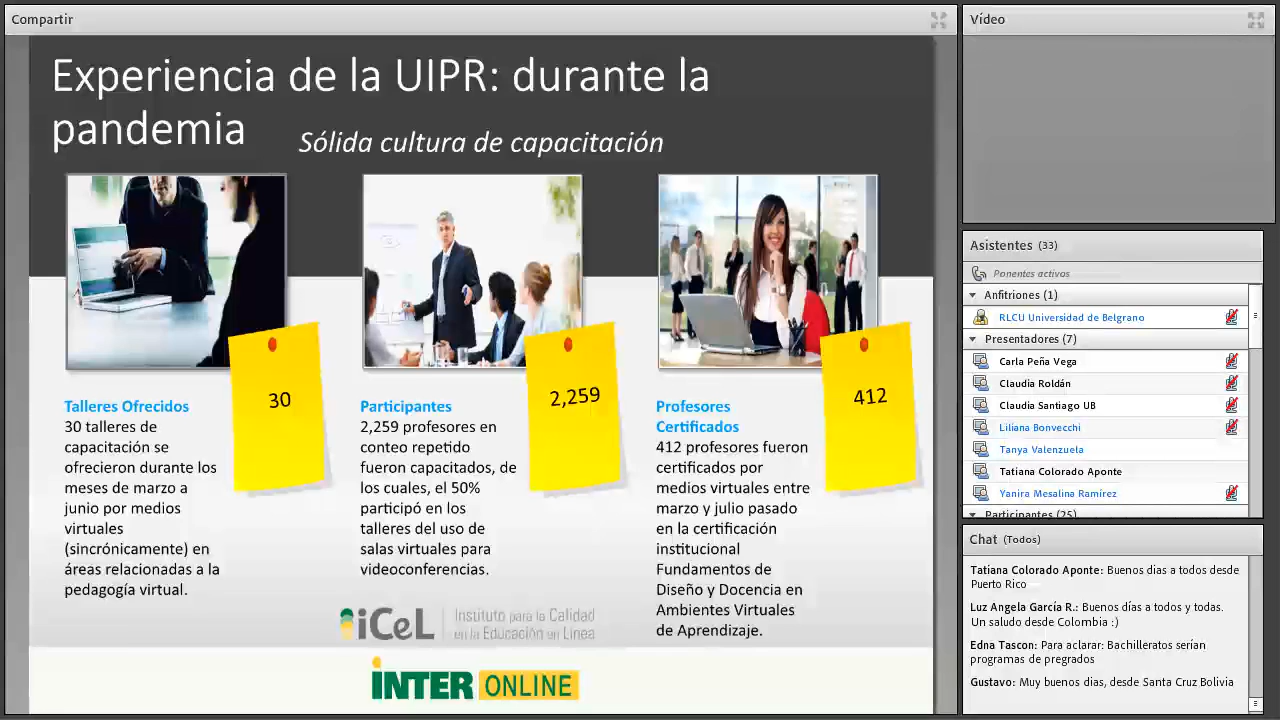 Compartir
Experiencia de la UIPR: durante la
pandemia
Sólida cultura de capacitación
30
Talleres Ofrecidos
30 talleres de
capacitación se
ofrecieron durante los
meses de marzo a
junio por medios
virtuales
(sincrónicamente) en
áreas relacionadas a la
pedagogía virtual.
2,259
Participantes
2,259 profesores en
conteo repetido
fueron capacitados, de
los cuales, el 50%
participó en los
talleres del uso de
salas virtuales para
videoconferencias.
412
Profesores
Certificados
412 profesores fueron
certificados por
medios virtuales entre
marzo y julio pasado
en la certificación
institucional
Fundamentos de
Diseño y Docencia en
Ambientes Virtuales
de Aprendizaje.
iCeL
Instituto para la Calidad
en la Educación en Línea
iNTER ONLINE
Vídeo
Asistentes (33)
Ponentes activos
Anfitriones (1)
RLCU Universidad de Belgrano
Presentadores (7)
Carla Peña Vega
Claudia Roldán
Claudia Santiago UB
Liliana Bonvecchi
Tanya Valenzuela
Tatiana Colorado Aponte
Yanira Mesalina Ramírez
Participantes (25)
Chat (Todos)
Tatiana Colorado Aponte: Buenos dias a todos desde
Puerto Rico
Luz Angela García R.: Buenos días a todos y todas.
Un saludo desde Colombia :)
Edna Tascon: Para aclarar: Bachilleratos serían
programas de pregrados
Gustavo: Muy buenos dias, desde Santa Cruz Bolivia